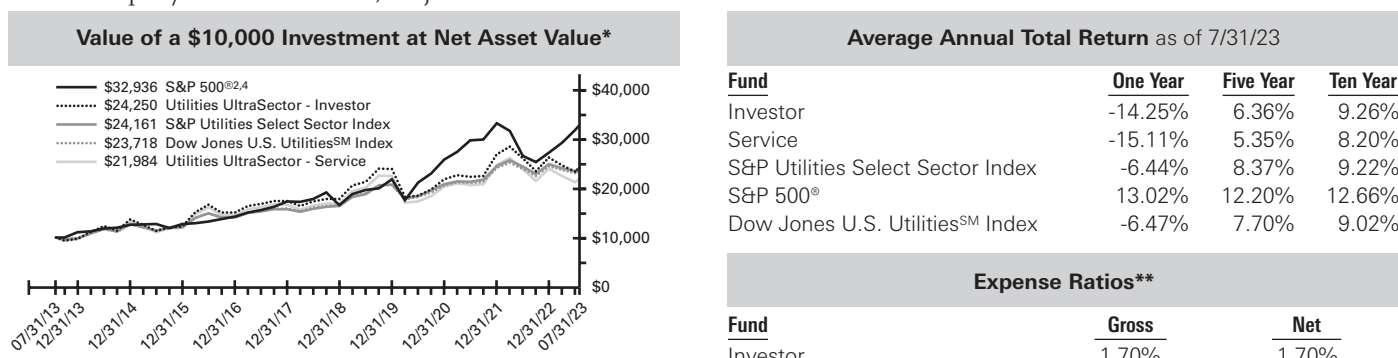 Value of a $10,000 Investment at Net Asset Value*
$32,936 S&P 500®2,4
$24,250 Utilities UltraSector - Investor
$24,161 S&P Utilities Select Sector Index
$23,718 Dow Jones U.S. Utilities℠ Index
$21,984 Utilities UltraSector - Service
$40,000
$30,000
$20,000
$10,000
$0
07/31/13
12/31/13
12/31/14
12/31/15
12/31/16
12/31/17
12/31/18
12/31/19
12/31/20
12/31/21
12/31/22
07/31/23
Average Annual Total Return as of 7/31/23
Fund One Year Five Year Ten Year
Investor -14.25% 6.36% 9.26%
Service -15.11% 5.35% 8.20%
S&P Utilities Select Sector Index -6.44% 8.37% 9.22%
S&P 500® 13.02% 12.20% 12.66%
Dow Jones U.S. Utilities℠ Index -6.47% 7.70% 9.02%
Expense Ratios**
Fund Gross Net
Investor 1.70% 1.70%